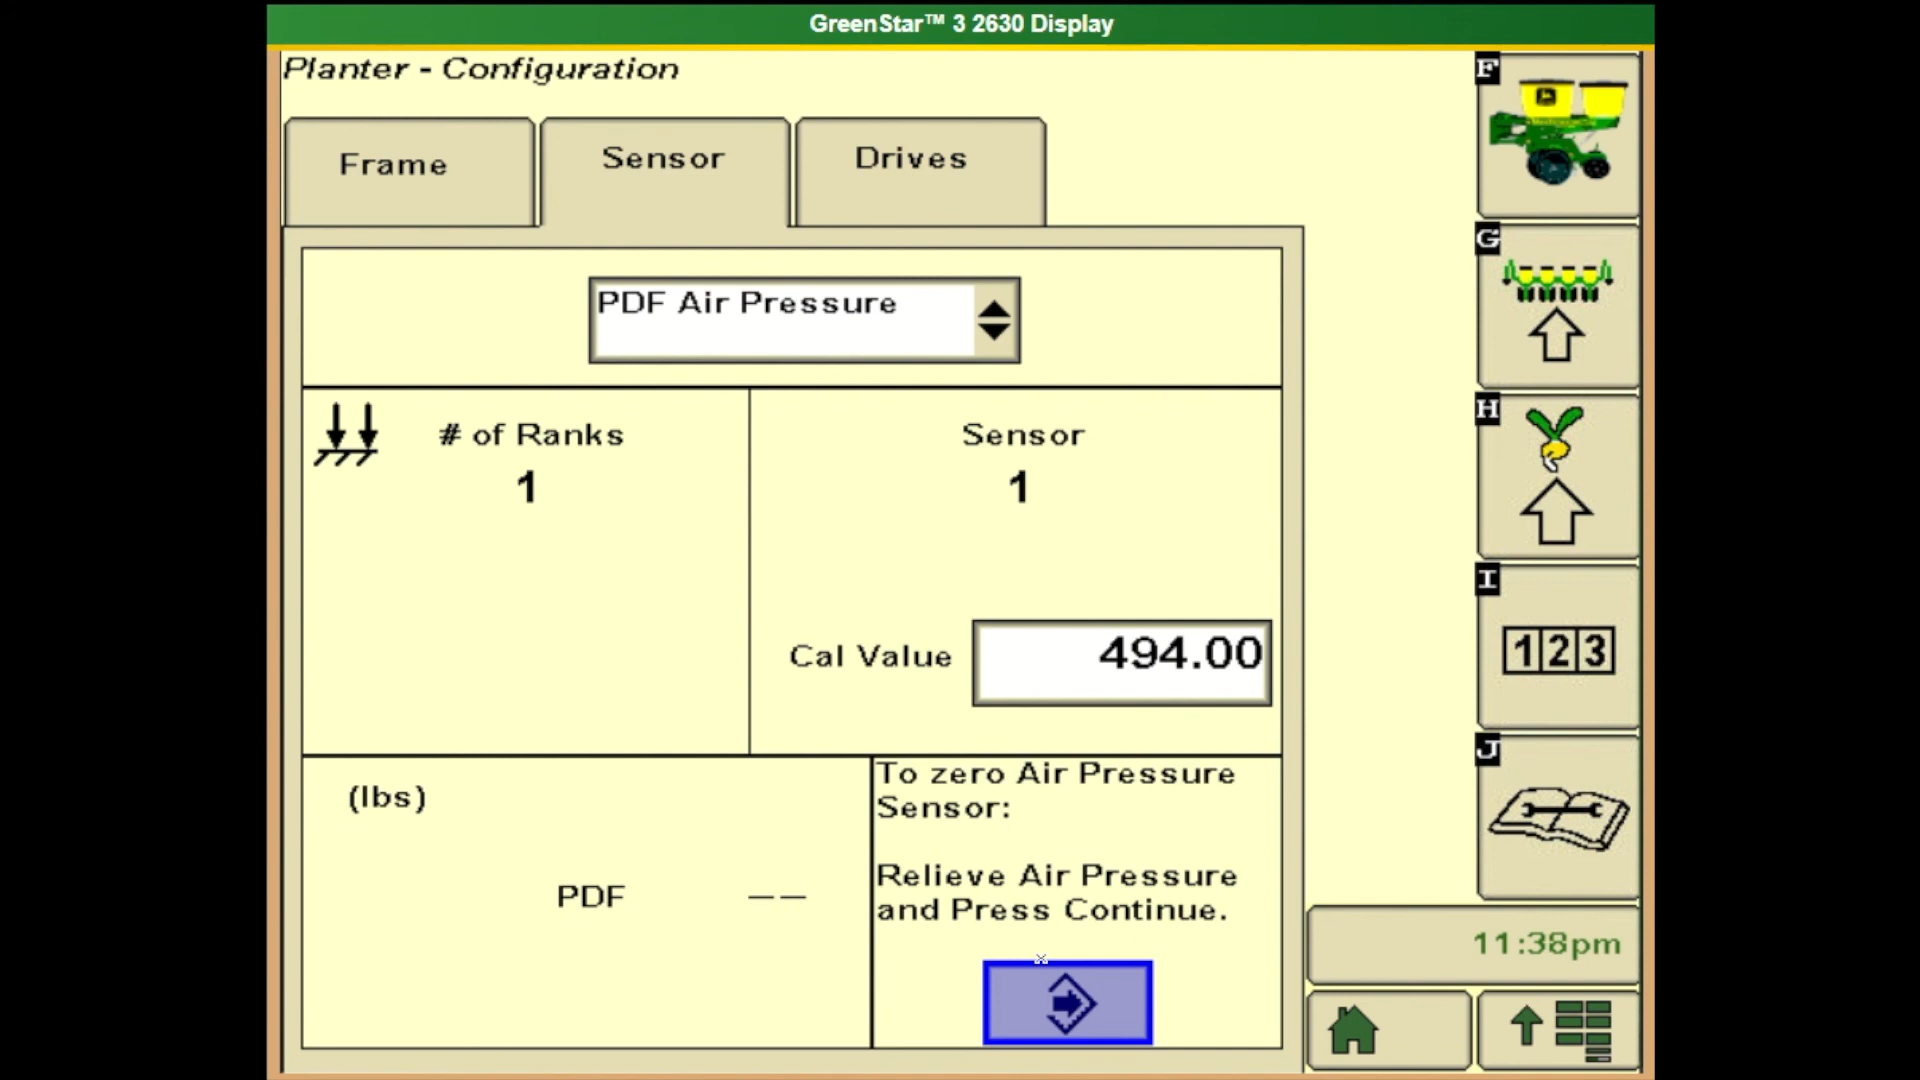 GreenStar™ 3 2630 Display
Planter - Configuration
Frame
Sensor
Drives
PDF Air Pressure
# of Ranks
1
Sensor
1
Cal Value
494.00
(lbs)
PDF
――
To zero Air Pressure
Sensor:
Relieve Air Pressure
and Press Continue.
F
G
H
I
123
J
11:38pm